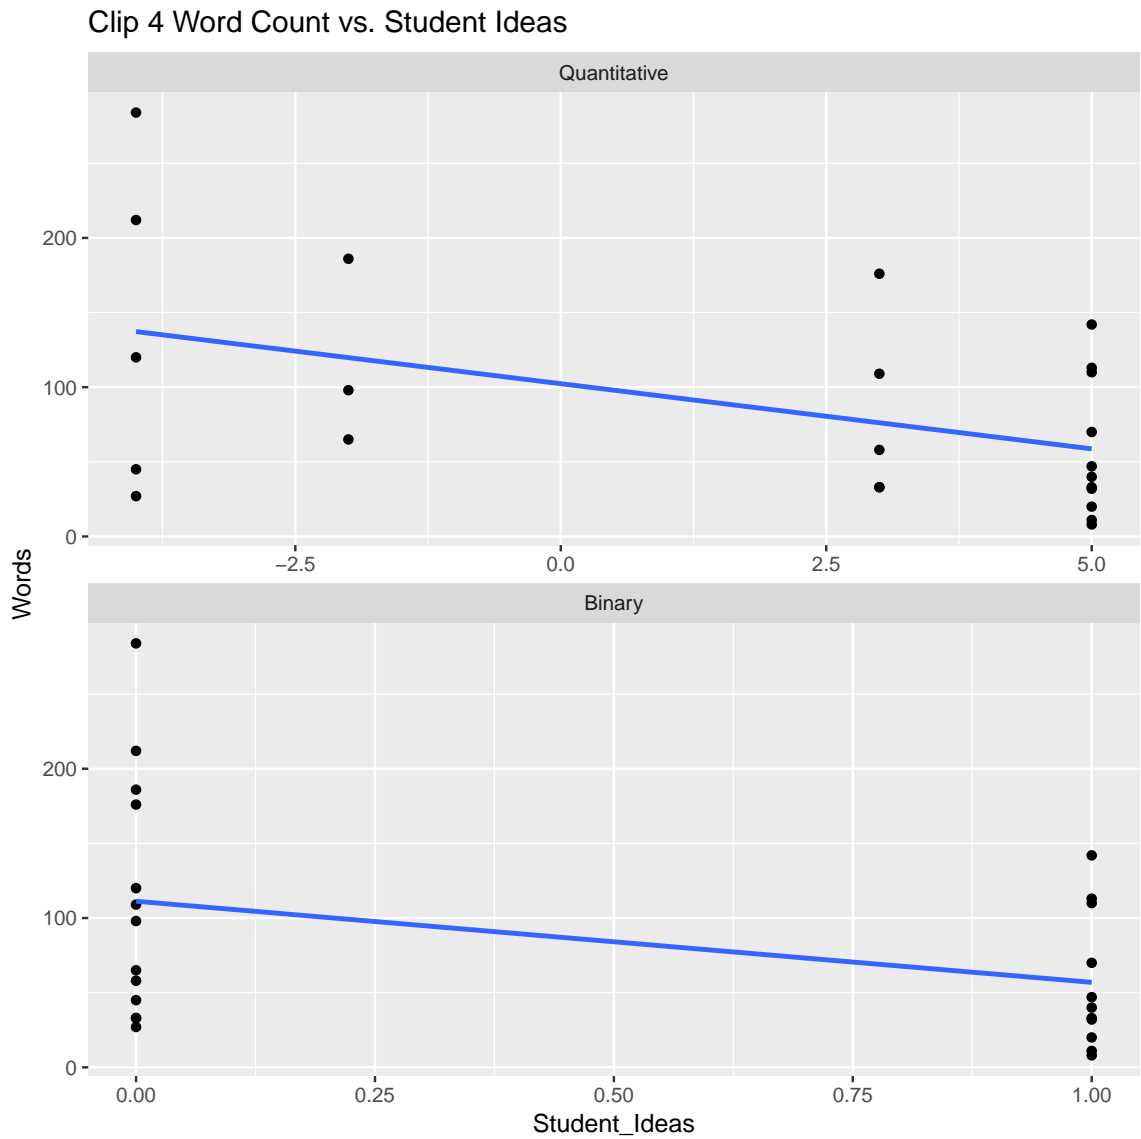 Clip 4 Word Count vs. Student Ideas
Quantitative
200
100
0
−2.5 0.0 2.5 5.0
Words
Binary
200
100
0
0.00 0.25 0.50 0.75 1.00
Student_Ideas